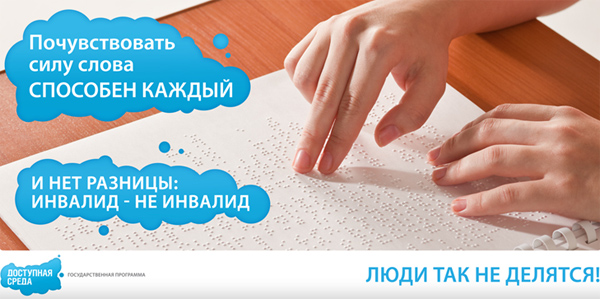 Почувствовать
силу слова
СПОСОБЕН КАЖДЫЙ
И НЕТ РАЗНИЦЫ:
ИНВАЛИД - НЕ ИНВАЛИД
ДОСТУПНАЯ
СРЕДА
ГОСУДАРСТВЕННАЯ ПРОГРАММА
ЛЮДИ ТАК НЕ ДЕЛЯТСЯ!